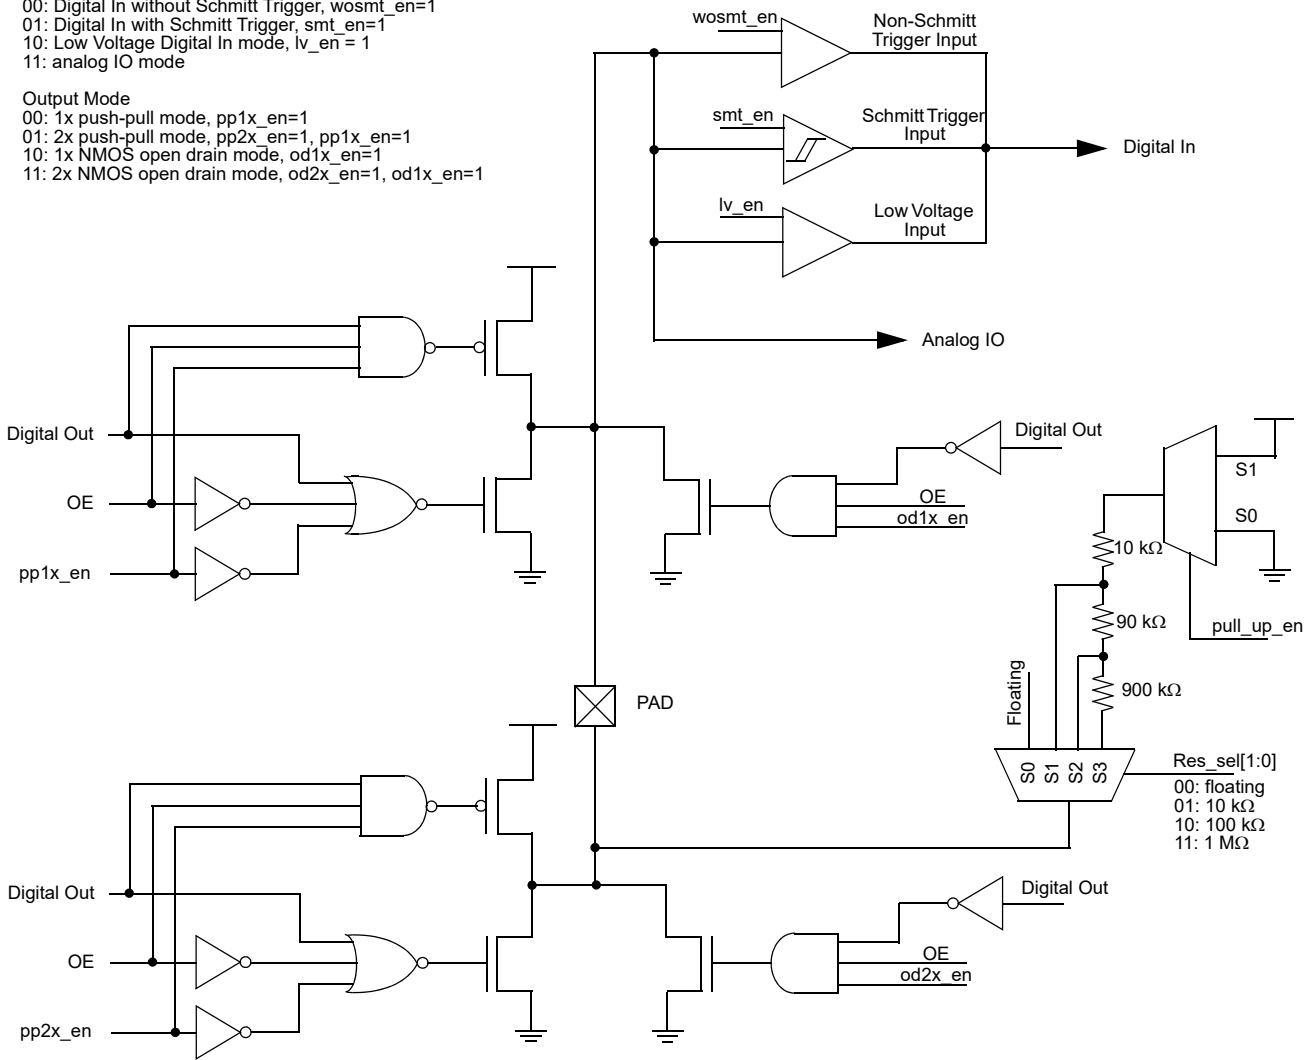 00: Digital In without Schmitt Trigger, wosmt_en=1
01: Digital In with Schmitt Trigger, smt_en=1
10: Low Voltage Digital In mode, lv_en = 1
11: analog IO mode
Output Mode
00: 1x push-pull mode, pp1x_en=1
01: 2x push-pull mode, pp2x_en=1, pp1x_en=1
10: 1x NMOS open drain mode, od1x_en=1
11: 2x NMOS open drain mode, od2x_en=1, od1x_en=1
wosmt_en
Non-Schmitt
Trigger Input
smt_en
Schmitt Trigger
Input
Digital In
lv_en
Low Voltage
Input
Analog IO
Digital Out
OE
pp1x_en
Digital Out
OE
od1x_en
S1
S0
10 kΩ
90 kΩ
900 kΩ
pull_up_en
Floating
PAD
S0
S1
S2
S3
Res_sel[1:0]
00: floating
01: 10 kΩ
10: 100 kΩ
11: 1 MΩ
Digital Out
OE
pp2x_en
Digital Out
OE
od2x_en